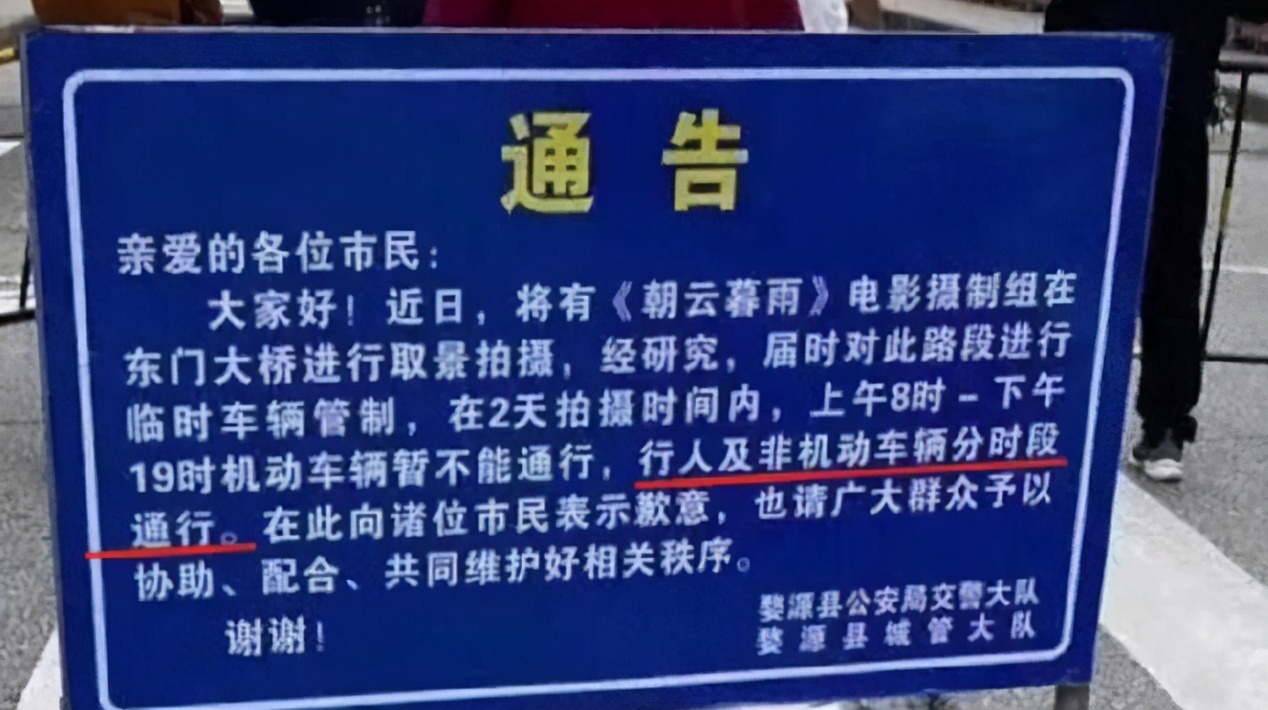 通告
亲爱的各位市民：
大家好！近日，将有《朝云暮雨》电影摄制组在
东门大桥进行取景拍摄，经研究，届时对此路段进行
临时车辆管制，在2天拍摄时间内，上午8时－下午
19时机动车辆暂不能通行，行人及非机动车辆分时段
通行。在此向诸位市民表示歉意，也请广大群众予以
协助、配合、共同维护好相关秩序。
谢谢！
婺源县公安局交警大队
婺源县城管大队